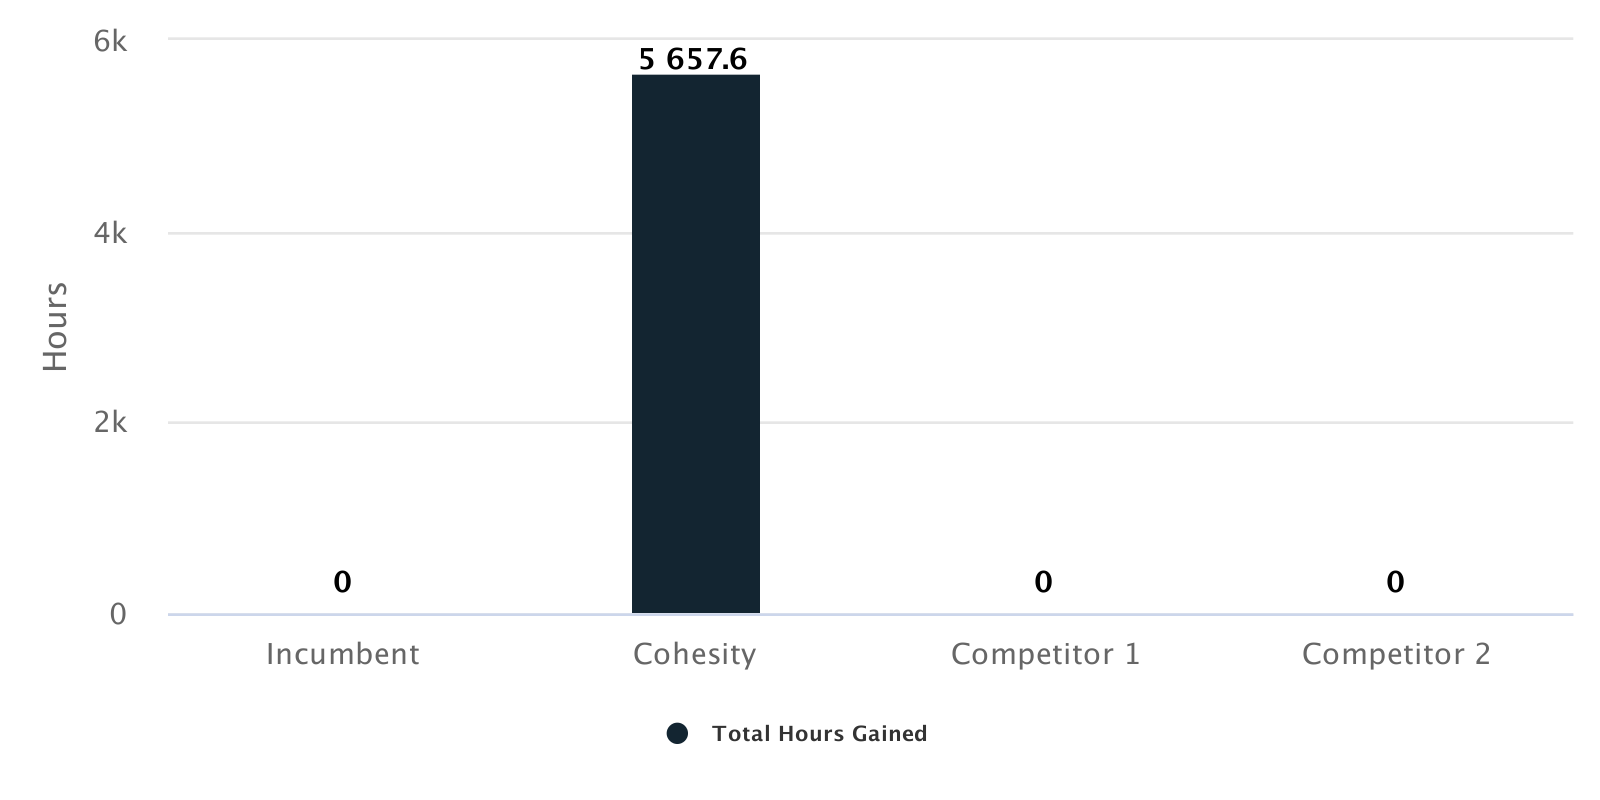 6k
5 657.6
4k
Hours
2k
0 0 0
0
Incumbent Cohesity Competitor 1 Competitor 2
Total Hours Gained